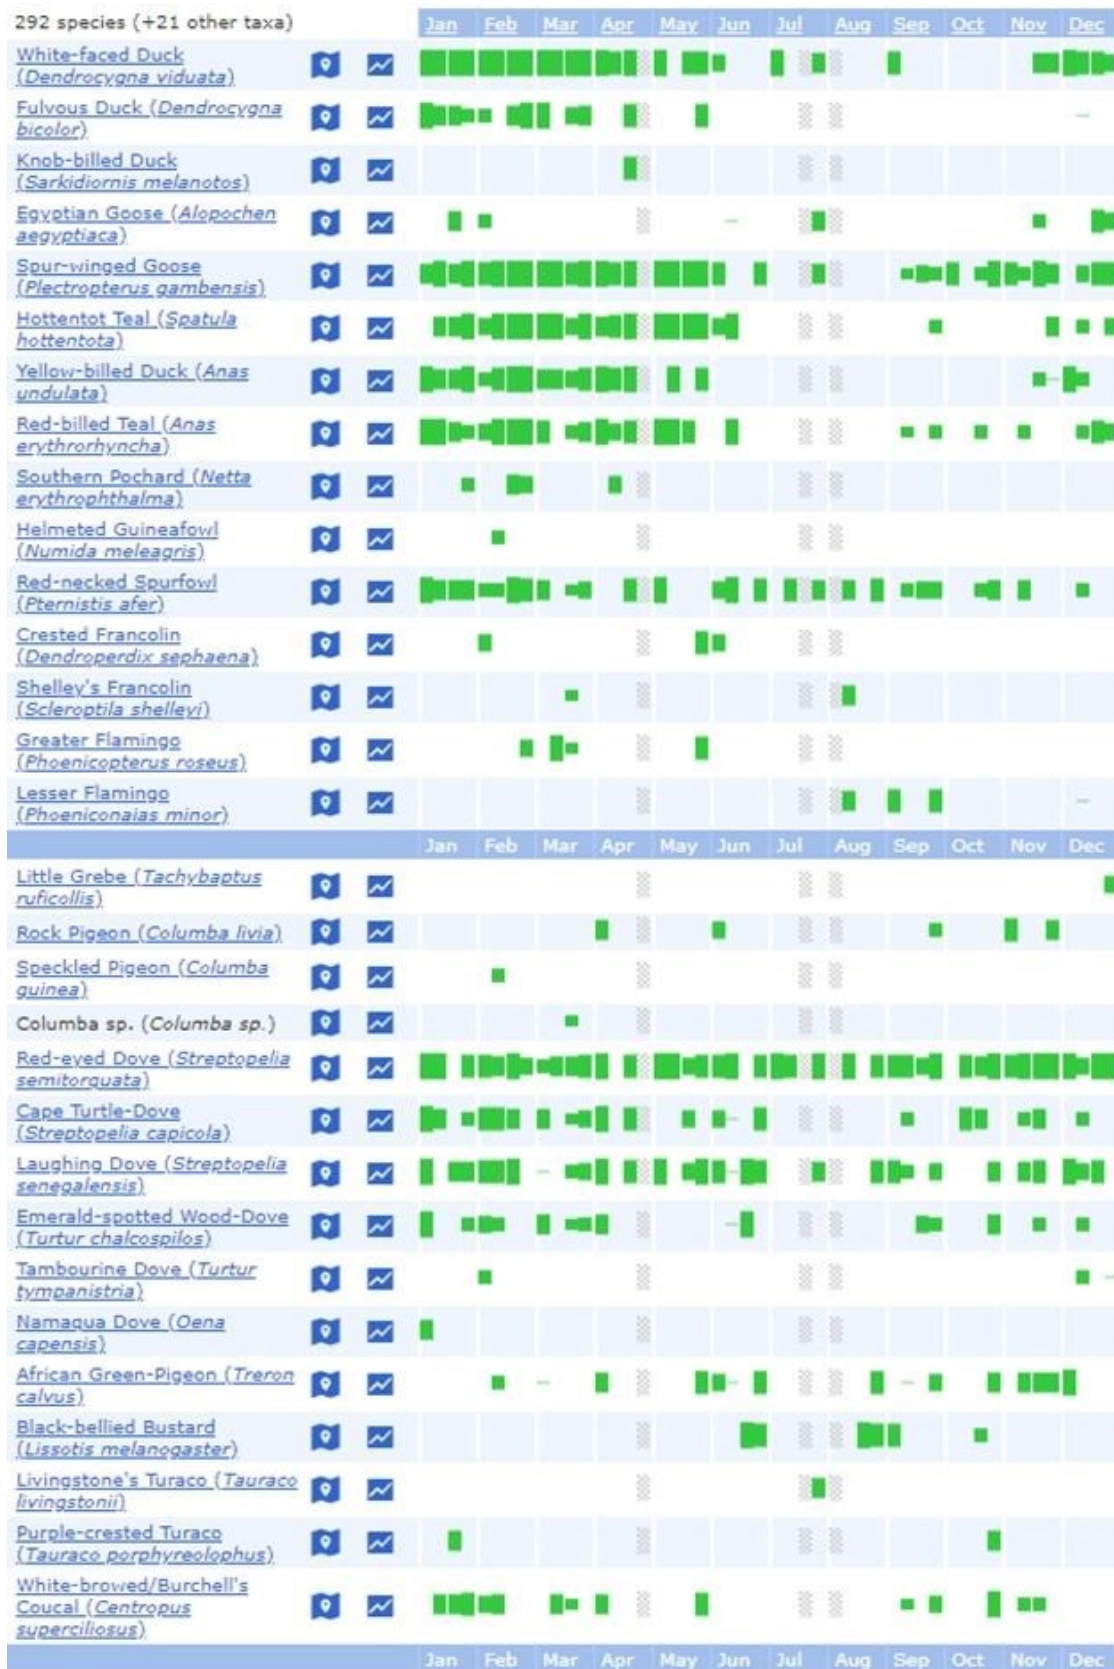 292 species (+21 other taxa) Jan Feb Mar Apr May Jun Jul Aug Sep Oct Nov Dec
White-faced Duck
(Dendrocygna viduata)
Fulvous Duck (Dendrocygna
bicolor)
Knob-billed Duck
(Sarkidiornis melanotos)
Egyptian Goose (Alopochen
aegyptiaca)
Spur-winged Goose
(Plectropterus gambensis)
Hottentot Teal (Spatula
hottentota)
Yellow-billed Duck (Anas
undulata)
Red-billed Teal (Anas
erythrorhyncha)
Southern Pochard (Netta
erythrophthalma)
Helmeted Guineafowl
(Numida meleagris)
Red-necked Spurfowl
(Pternistis afer)
Crested Francolin
(Dendroperdix sephaena)
Shelley's Francolin
(Scleroptila shelleyi)
Greater Flamingo
(Phoenicopterus roseus)
Lesser Flamingo
(Phoeniconaias minor)
Jan Feb Mar Apr May Jun Jul Aug Sep Oct Nov Dec
Little Grebe (Tachybaptus
ruficollis)
Rock Pigeon (Columba livia)
Speckled Pigeon (Columba
guinea)
Columba sp. (Columba sp.)
Red-eyed Dove (Streptopelia
semitorquata)
Cape Turtle-Dove
(Streptopelia capicola)
Laughing Dove (Streptopelia
senegalensis)
Emerald-spotted Wood-Dove
(Turtur chalcospilos)
Tambourine Dove (Turtur
tympanistria)
Namaqua Dove (Oena
capensis)
African Green-Pigeon (Treron
calvus)
Black-bellied Bustard
(Lissotis melanogaster)
Livingstone's Turaco (Tauraco
livingstonii)
Purple-crested Turaco
(Tauraco porphyreolophus)
White-browed/Burchell's
Coucal (Centropus
superciliosus)
Jan Feb Mar Apr May Jun Jul Aug Sep Oct Nov Dec